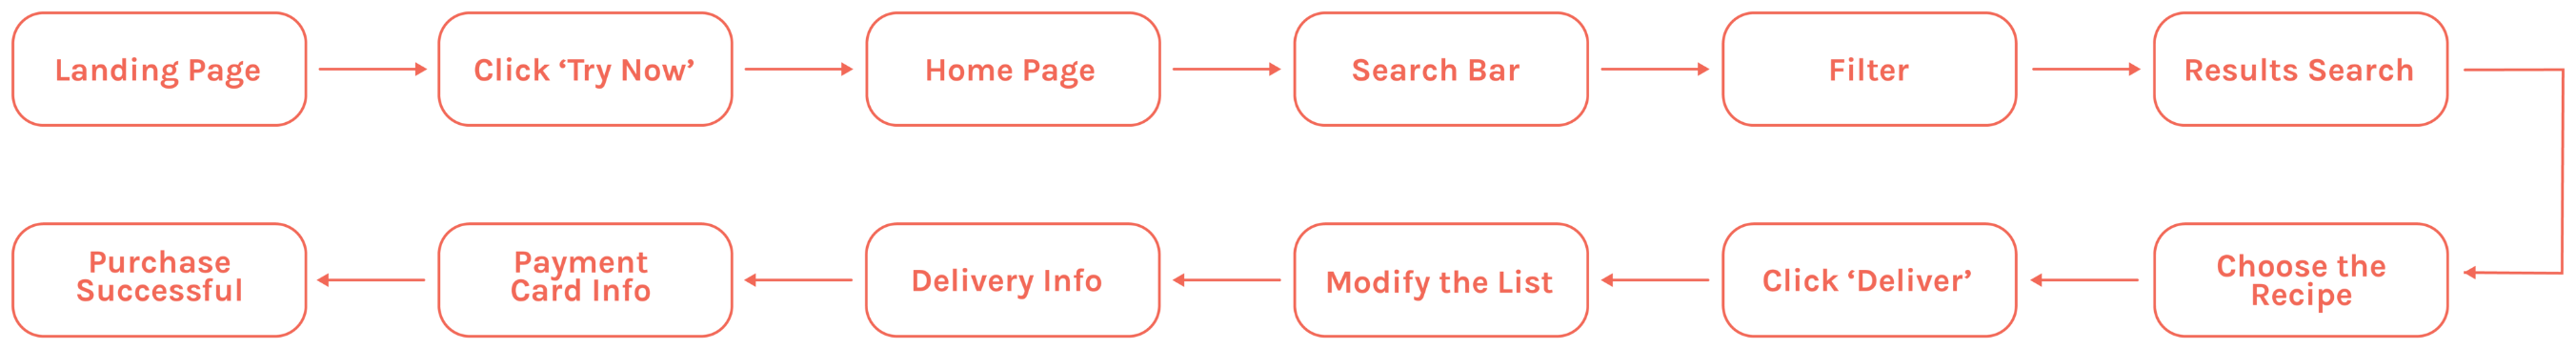 Landing Page
Click ‘Try Now’
Home Page
Search Bar
Filter
Results Search
Purchase
Successful
Payment
Card Info
Delivery Info
Modify the List
Click ‘Deliver’
Choose the
Recipe